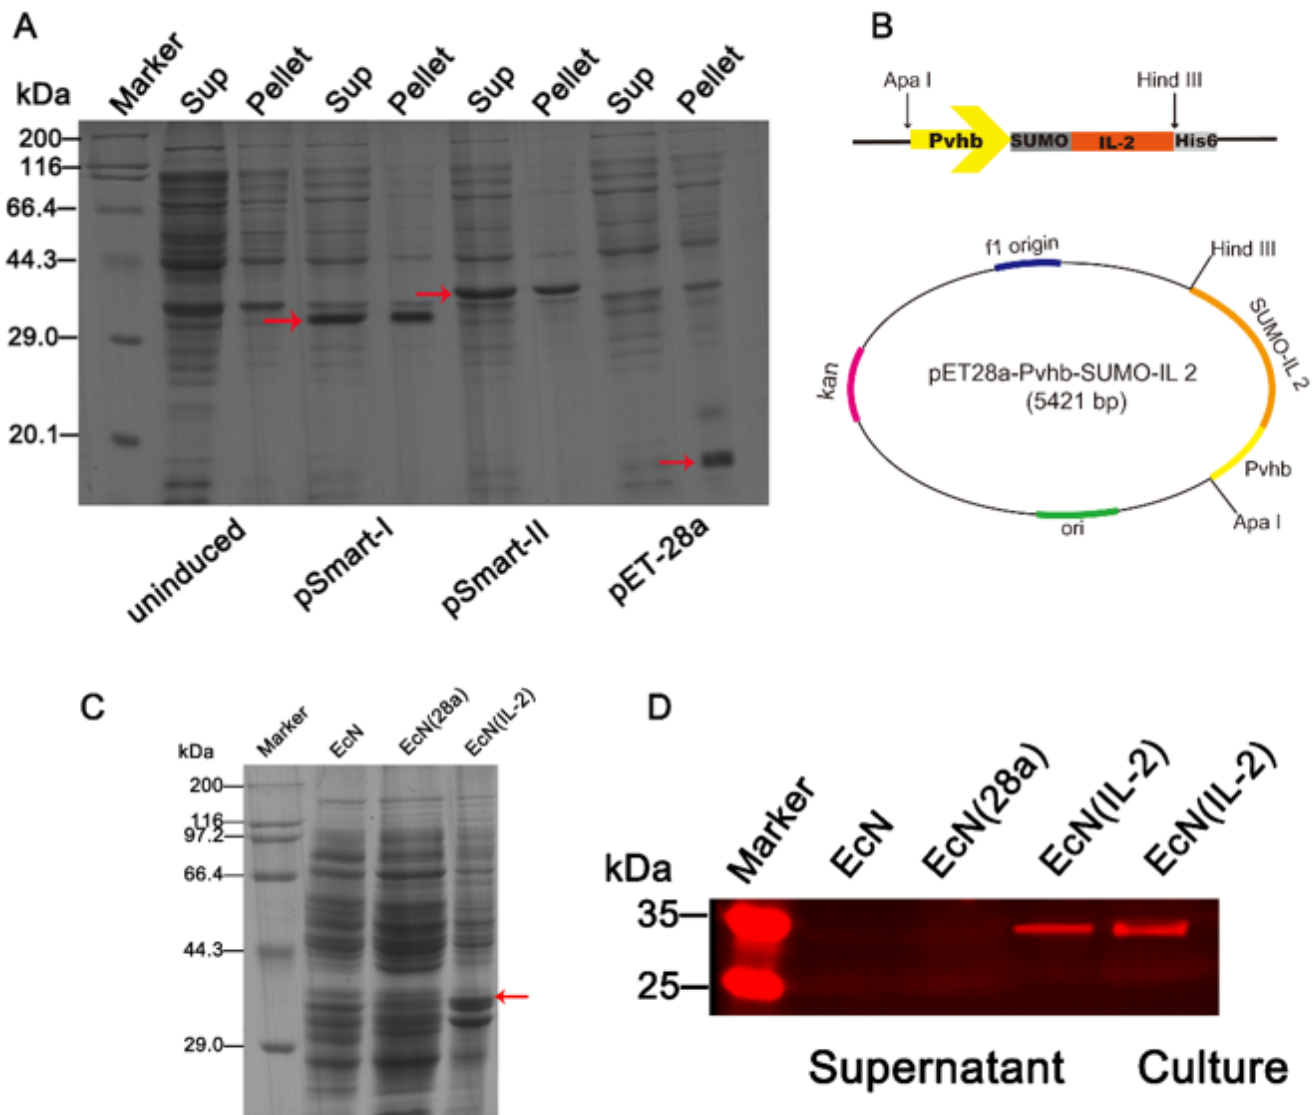 A
kDa
Marker
Sup
Pellet
Sup
Pellet
Sup
Pellet
Sup
Pellet
200
116
66.4
44.3
29.0
20.1
uninduced
pSmart-I
pSmart-II
pET-28a
B
Apa I
Hind III
Pvhb
SUMO
IL-2
His6
f1 origin
Hind III
SUMO-IL 2
kan
pET28a-Pvhb-SUMO-IL 2
(5421 bp)
Pvhb
Apa I
ori
C
kDa
Marker
EcN
EcN(28a)
EcN(IL-2)
200
116
97.2
66.4
44.3
29.0
D
kDa
Marker
EcN
EcN(28a)
EcN(IL-2)
EcN(IL-2)
35
25
Supernatant
Culture